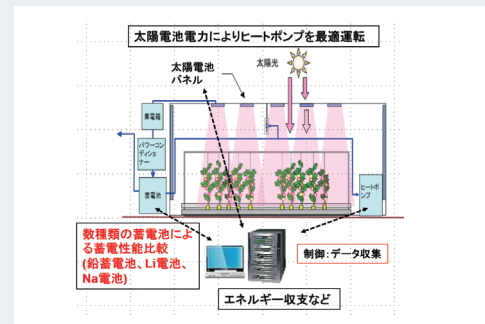 太陽電池電力によりヒートポンプを最適運転
太陽電池
パネル
太陽光
集電箱
パワーコン
ディショ
ナー
蓄電池
ヒートポ
ンプ
数種類の蓄電池によ
る蓄電性能比較
(鉛蓄電池、Li電池、
Na電池)
制御:データ収集
エネルギー収支など